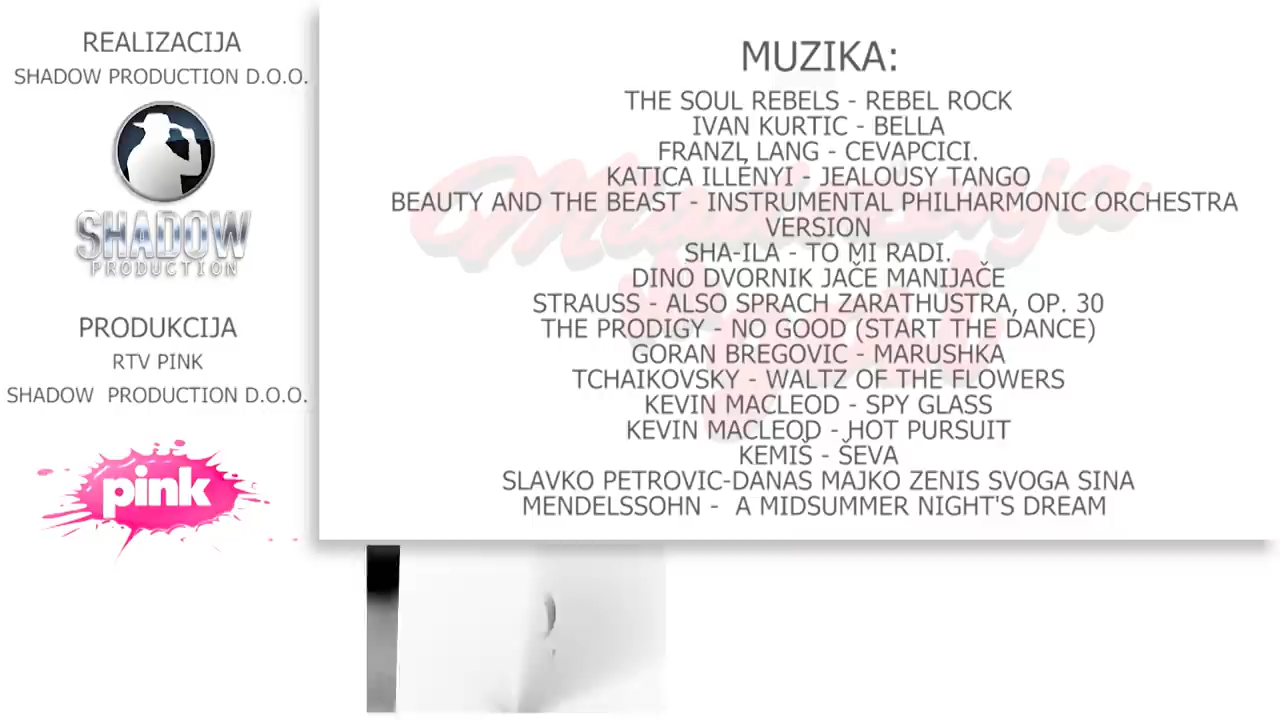 REALIZACIJA
SHADOW PRODUCTION D.O.O.
SHADOW
PRODUCTION
PRODUKCIJA
RTV PINK
SHADOW PRODUCTION D.O.O.
pink
MUZIKA:
THE SOUL REBELS - REBEL ROCK
IVAN KURTIC - BELLA
FRANZL LANG - CEVAPCICI.
KATICA ILLÉNYI - JEALOUSY TANGO
BEAUTY AND THE BEAST - INSTRUMENTAL PHILHARMONIC ORCHESTRA
VERSION
SHA-ILA - TO MI RADI.
DINO DVORNIK JAČE MANIJAČE
STRAUSS - ALSO SPRACH ZARATHUSTRA, OP. 30
THE PRODIGY - NO GOOD (START THE DANCE)
GORAN BREGOVIC - MARUSHKA
TCHAIKOVSKY - WALTZ OF THE FLOWERS
KEVIN MACLEOD - SPY GLASS
KEVIN MACLEOD - HOT PURSUIT
KEMIŠ - ŠEVA
SLAVKO PETROVIC-DANAS MAJKO ZENIS SVOGA SINA
MENDELSSOHN - A MIDSUMMER NIGHT'S DREAM